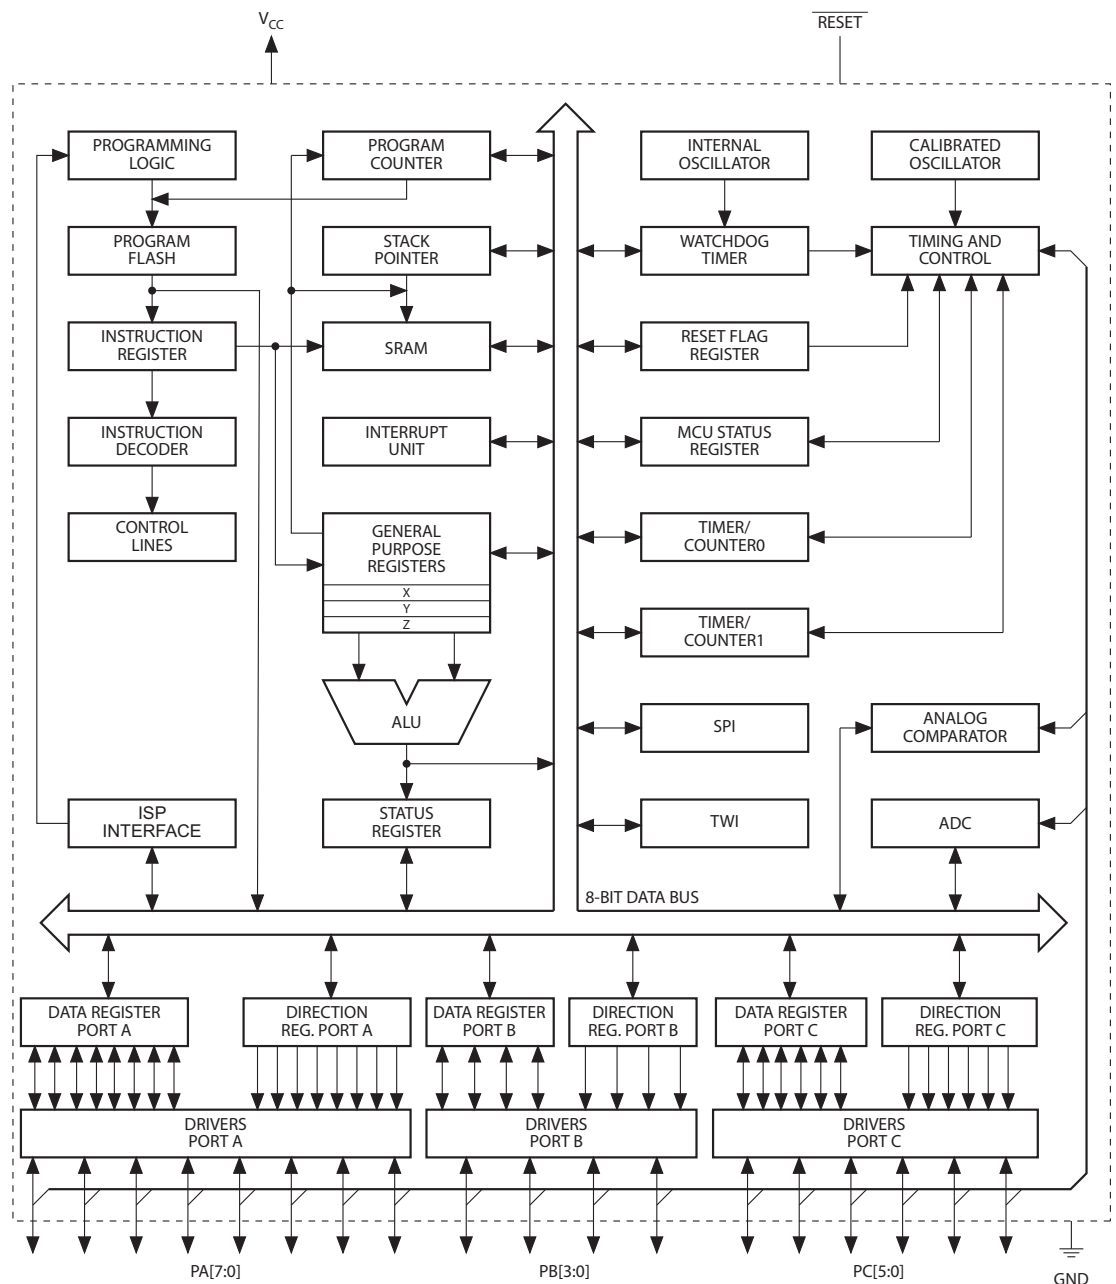 VCC
RESET
PROGRAMMING
LOGIC
PROGRAM
COUNTER
INTERNAL
OSCILLATOR
CALIBRATED
OSCILLATOR
PROGRAM
FLASH
STACK
POINTER
WATCHDOG
TIMER
TIMING AND
CONTROL
INSTRUCTION
REGISTER
SRAM
RESET FLAG
REGISTER
INSTRUCTION
DECODER
INTERRUPT
UNIT
MCU STATUS
REGISTER
CONTROL
LINES
GENERAL
PURPOSE
REGISTERS
X
Y
Z
TIMER/
COUNTER0
TIMER/
COUNTER1
ALU
SPI
ANALOG
COMPARATOR
ISP
INTERFACE
STATUS
REGISTER
TWI
ADC
8-BIT DATA BUS
DATA REGISTER
PORT A
DIRECTION
REG. PORT A
DATA REGISTER
PORT B
DIRECTION
REG. PORT B
DATA REGISTER
PORT C
DIRECTION
REG. PORT C
DRIVERS
PORT A
DRIVERS
PORT B
DRIVERS
PORT C
PA[7:0]
PB[3:0]
PC[5:0]
GND